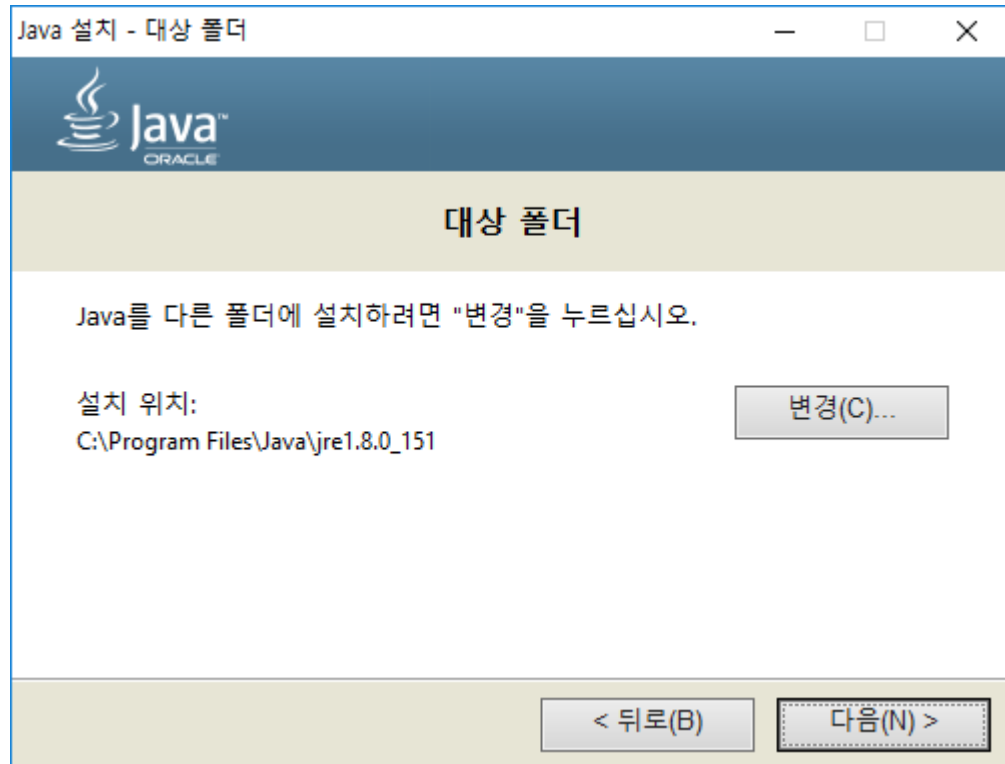 Java 설치 - 대상 폴더
Java™
ORACLE
대상 폴더
Java를 다른 폴더에 설치하려면 "변경"을 누르십시오.
설치 위치:
변경(C)...
C:\Program Files\Java\jre1.8.0_151
< 뒤로(B)
다음(N) >